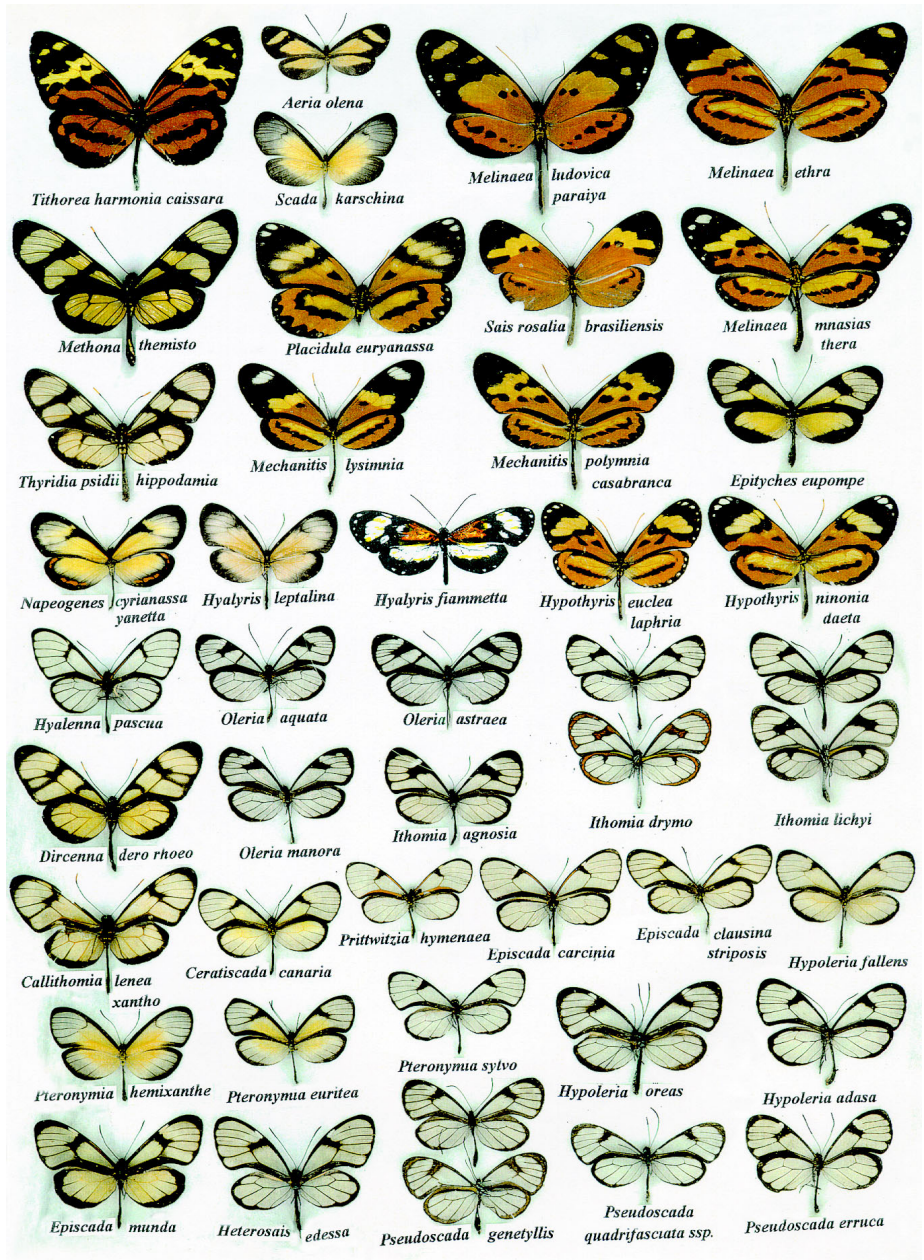 Aeria olena
Tithorea harmonia caissara
Scada karschina
Melinaea ludovica
paraiya
Melinaea ethra
Methona themisto
Placidula euryanassa
Sais rosalia brasiliensis
Melinaea mnasias
thera
Thyridia psidii hippodamia
Mechanitis lysimnia
Mechanitis polymnia
casabranca
Epityches eupompe
Napeogenes cyrianassa
yanetta
Hyalyris leptalina
Hyalyris fiammetta
Hypothyris euclea
laphria
Hypothyris ninonia
daeta
Hyalenna pascua
Oleria aquata
Oleria astraea
Ithomia drymo
Ithomia lichyi
Dircenna dero rhoeo
Oleria manora
Ithomia agnosia
Callithomia lenea
xantho
Ceratiscada canaria
Prittwitzia hymenaea
Episcada carcinia
Episcada clausina
striposis
Hypoleria fallens
Pteronymia hemixanthe
Pteronymia euritea
Pteronymia sylvo
Hypoleria oreas
Hypoleria adasa
Episcada munda
Heterosais edessa
Pseudoscada genetyllis
Pseudoscada
quadrifasciata ssp.
Pseudoscada erruca